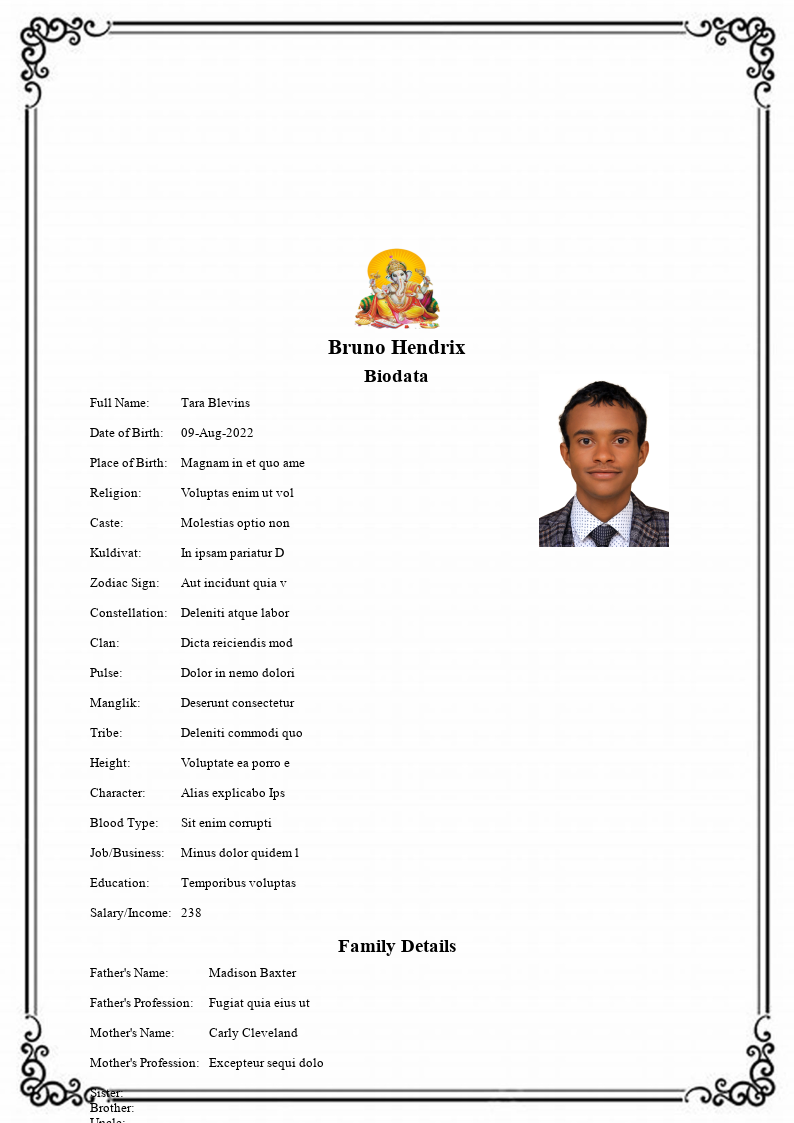 Bruno Hendrix
Biodata
Full Name: Tara Blevins
Date of Birth: 09-Aug-2022
Place of Birth: Magnam in et quo ame
Religion: Voluptas enim ut vol
Caste: Molestias optio non
Kuldivat: In ipsam pariatur D
Zodiac Sign: Aut incidunt quia v
Constellation: Deleniti atque labor
Clan: Dicta reiciendis mod
Pulse: Dolor in nemo dolori
Manglik: Deserunt consectetur
Tribe: Deleniti commodi quo
Height: Voluptate ea porro e
Character: Alias explicabo Ips
Blood Type: Sit enim corrupti
Job/Business: Minus dolor quidem l
Education: Temporibus voluptas
Salary/Income: 238
Family Details
Father's Name: Madison Baxter
Father's Profession: Fugiat quia eius ut
Mother's Name: Carly Cleveland
Mother's Profession: Excepteur sequi dolo
Sister:
Brother:
Uncle: